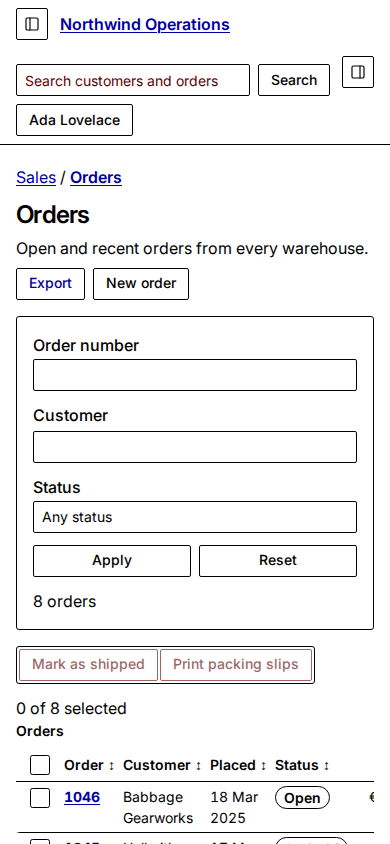 Northwind Operations
Search customers and orders
Search
Ada Lovelace
Sales / Orders
Orders
Open and recent orders from every warehouse.
Export
New order
Order number
Customer
Status
Any status
Apply
Reset
8 orders
Mark as shipped
Print packing slips
0 of 8 selected
Orders
Order ↕ Customer ↕ Placed ↕ Status ↕
1046 Babbage 18 Mar Open
Gearworks 2025